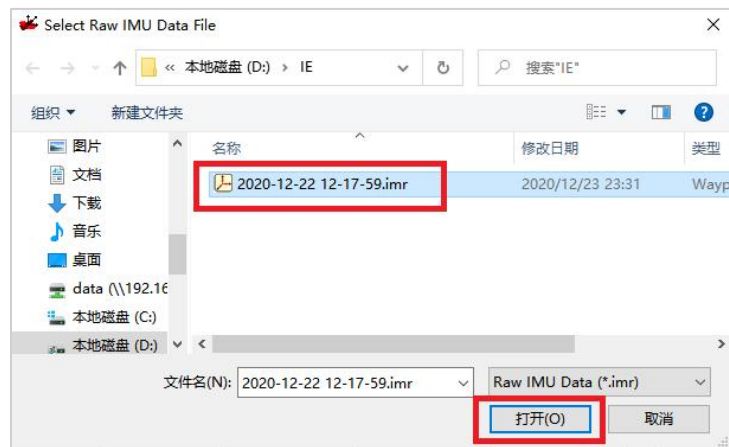 Select Raw IMU Data File
« 本地磁盘 (D:) › IE
搜索"IE"
组织 新建文件夹
图片
文档
下载
音乐
桌面
data (\\192.16
本地磁盘 (C:)
本地磁盘 (D:)
名称 修改日期 类型
2020-12-22 12-17-59.imr 2020/12/23 23:31 Wayp
文件名(N): 2020-12-22 12-17-59.imr Raw IMU Data (*.imr)
打开(O) 取消